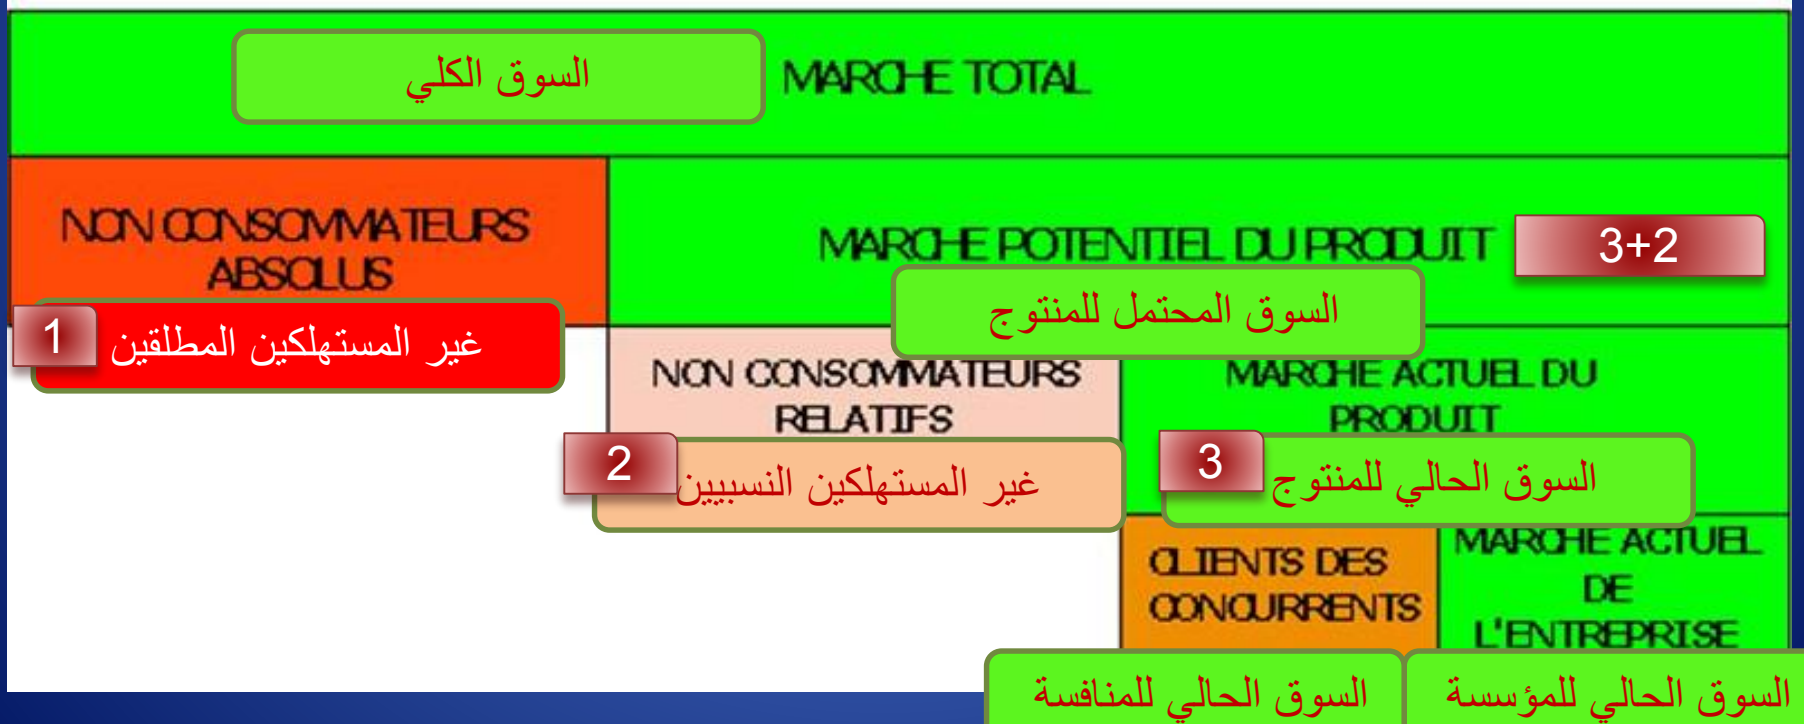 السوق الكلي
MARCHE TOTAL
NON CONSOMMATEURS
ABSOLUS
MARCHE POTENTIEL DU PRODUIT
3+2
السوق المحتمل للمنتوج
1
غير المستهلكين المطلقين
NON CONSOMMATEURS
RELATIFS
MARCHE ACTUEL DU
PRODUIT
2
غير المستهلكين النسبيين
3
السوق الحالي للمنتوج
CLIENTS DES
CONCURRENTS
MARCHE ACTUEL
DE
L'ENTREPRISE
السوق الحالي للمنافسة
السوق الحالي للمؤسسة